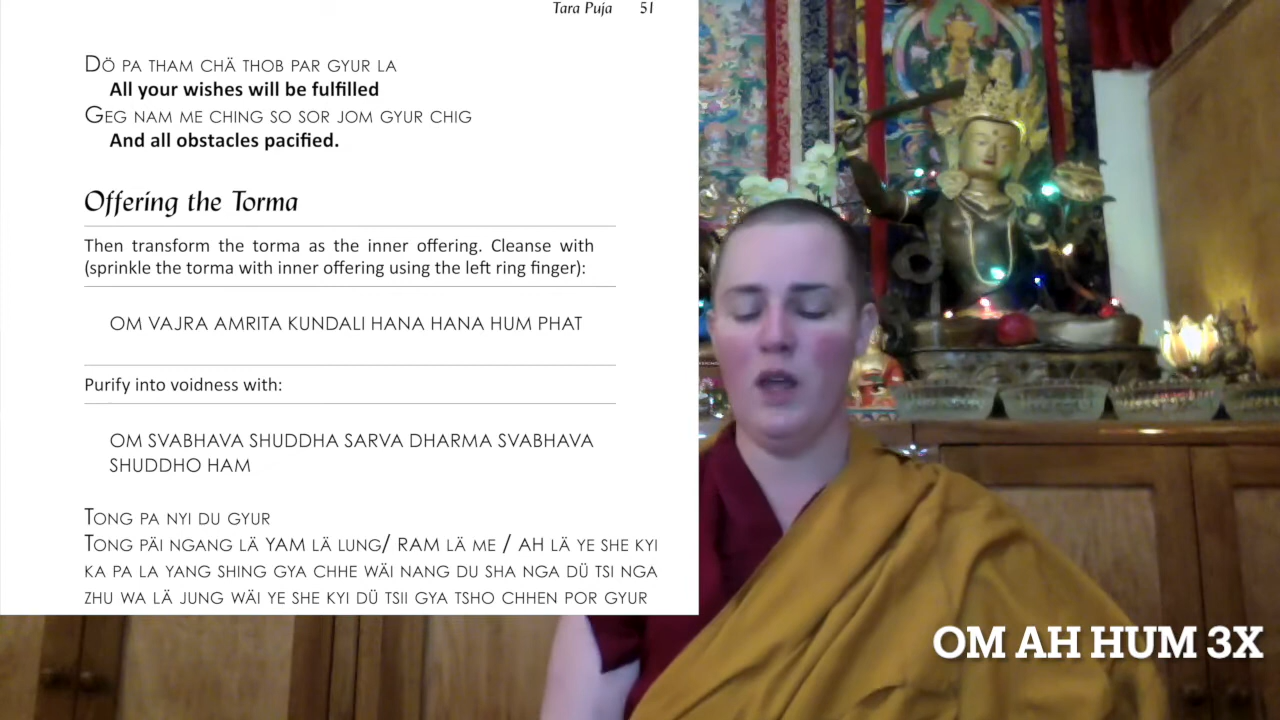 Tara Puja 51
DÖ PA THAM CHÄ THOB PAR GYUR LA
All your wishes will be fulfilled
GEG NAM ME CHING SO SOR JOM GYUR CHIG
And all obstacles pacified.
Offering the Torma
Then transform the torma as the inner offering. Cleanse with
(sprinkle the torma with inner offering using the left ring finger):
OM VAJRA AMRITA KUNDALI HANA HANA HUM PHAT
Purify into voidness with:
OM SVABHAVA SHUDDHA SARVA DHARMA SVABHAVA
SHUDDHO HAM
TONG PA NYI DU GYUR
TONG PÄI NGANG LÄ YAM LÄ LUNG/ RAM LÄ ME / AH LÄ YE SHE KYI
KA PA LA YANG SHING GYA CHHE WÄI NANG DU SHA NGA DÜ TSI NGA
ZHU WA LÄ JUNG WÄI YE SHE KYI DÜ TSII GYA TSHO CHHEN POR GYUR
OM AH HUM 3X